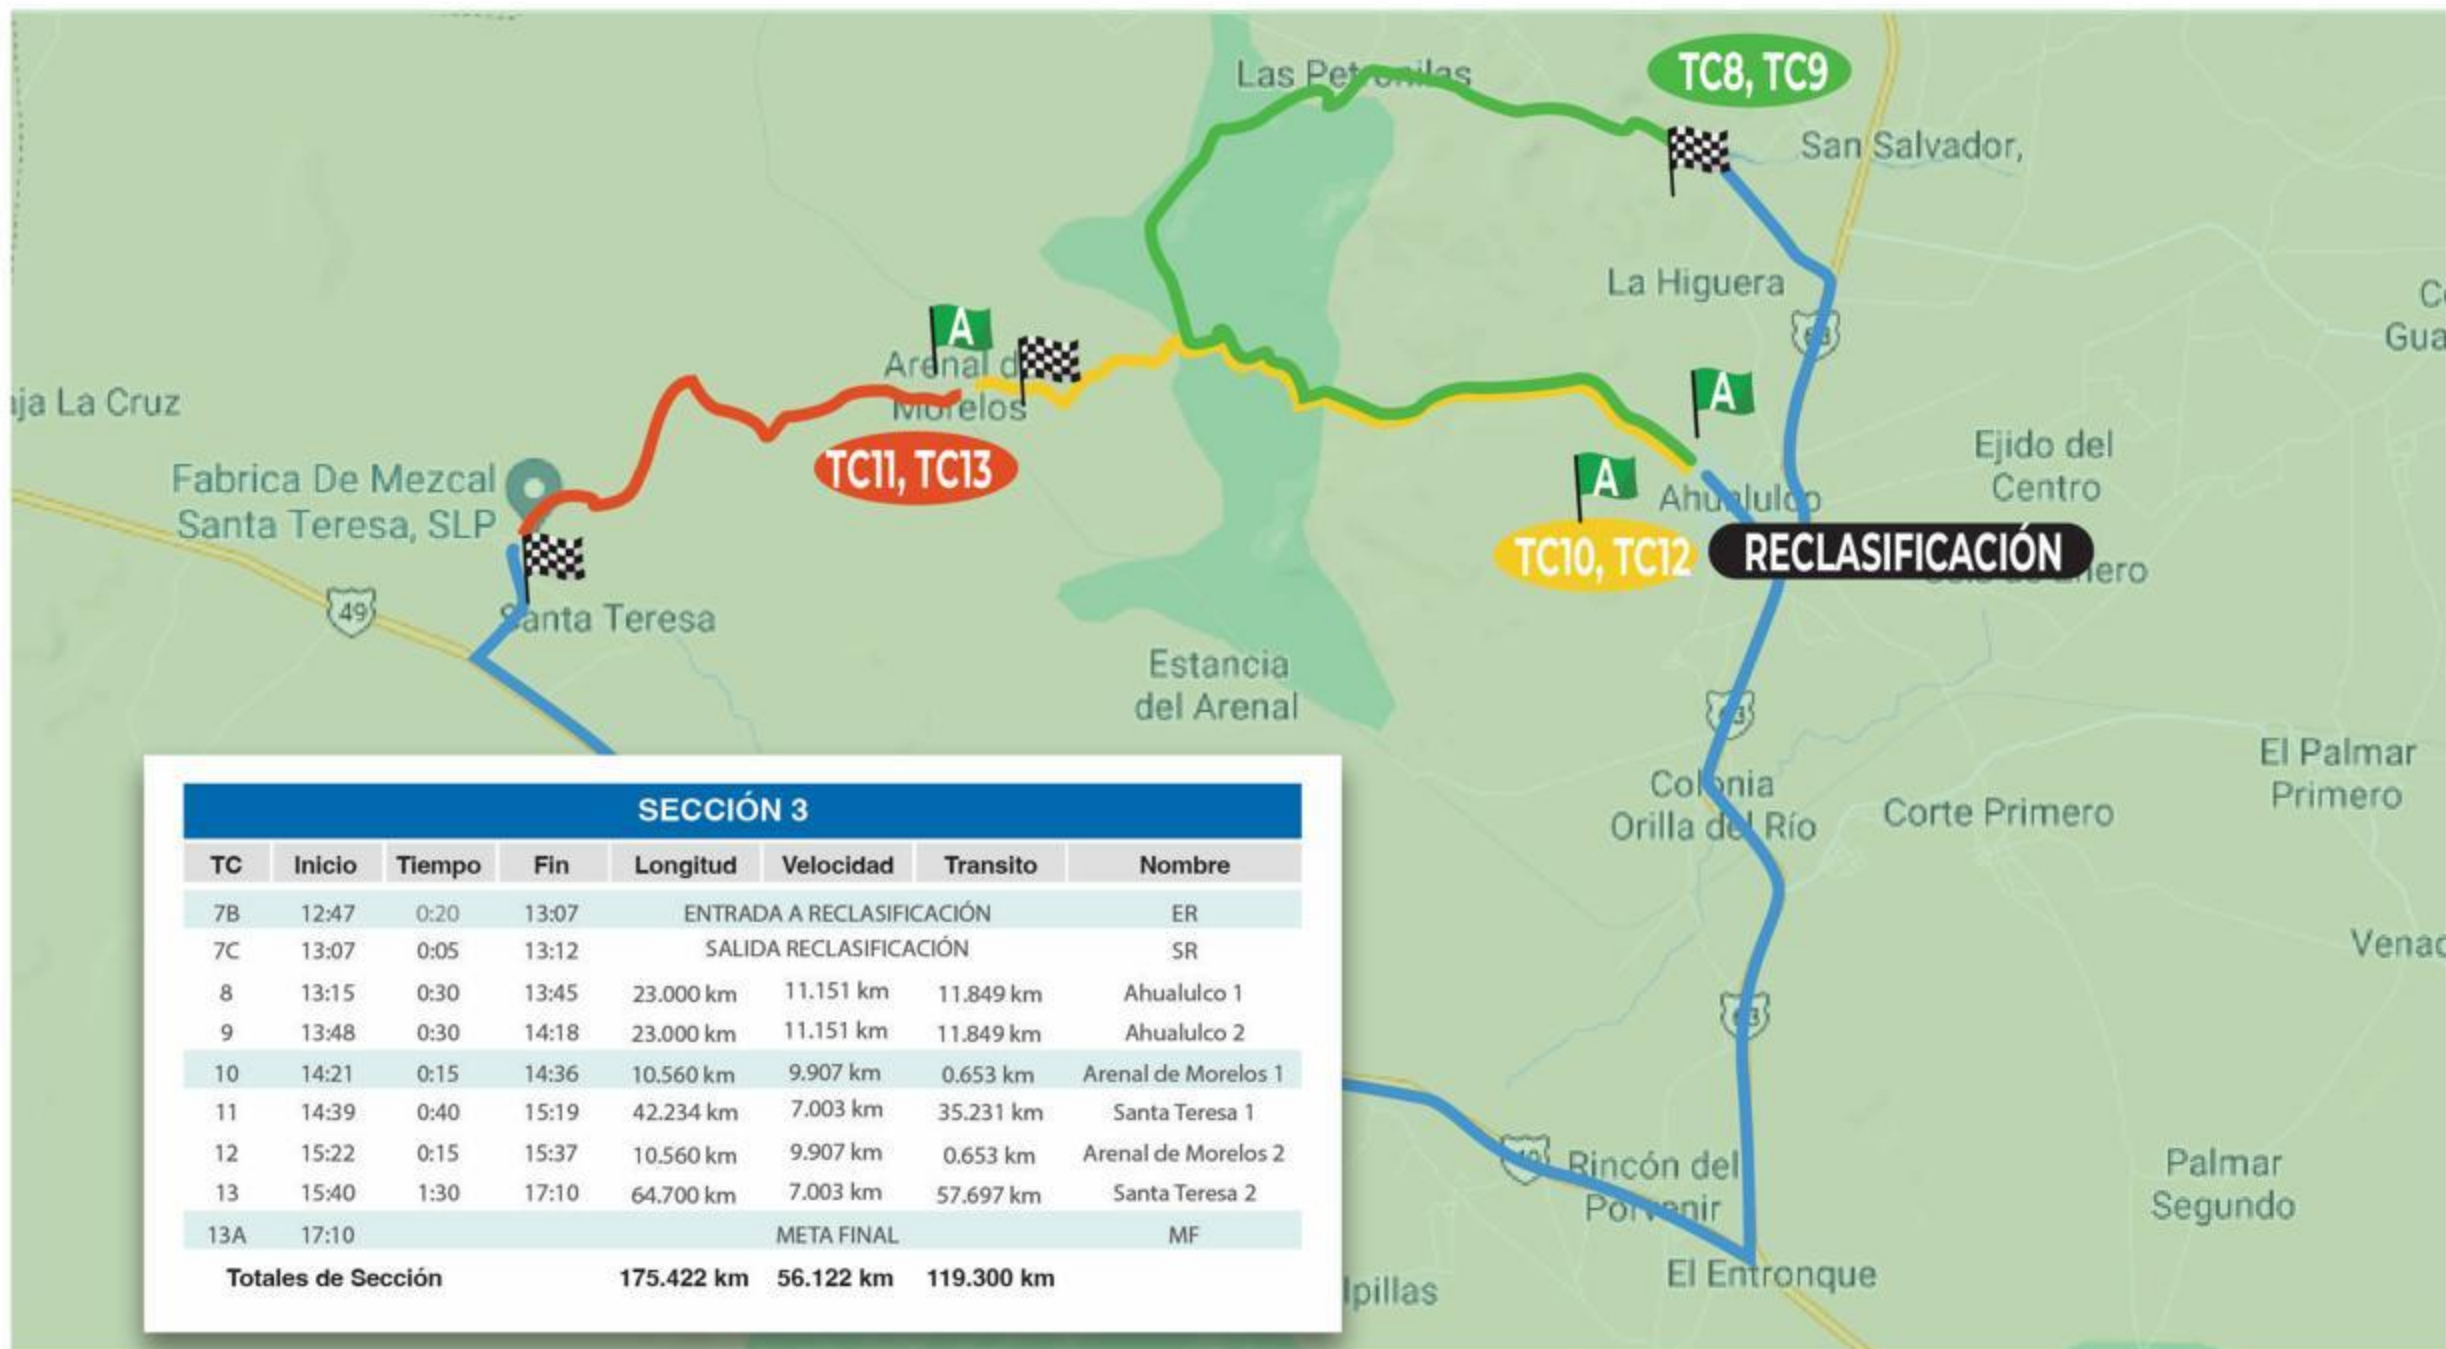 Las Petronilas
TC8, TC9
San Salvador,
La Higuera
63
A
Arenal d
Morelos
A
aja La Cruz
TC11, TC13
Fabrica De Mezcal
Santa Teresa, SLP
Ejido del
Centro
A
Ahualulco
TC10, TC12
RECLASIFICACIÓN
49
Santa Teresa
Estancia
del Arenal
63
El Palmar
Primero
Colonia
Orilla del Río
Corte Primero
SECCIÓN 3
TC Inicio Tiempo Fin Longitud Velocidad Transito Nombre
7B 12:47 0:20 13:07 ENTRADA A RECLASIFICACIÓN ER
7C 13:07 0:05 13:12 SALIDA RECLASIFICACIÓN SR
8 13:15 0:30 13:45 23.000 km 11.151 km 11.849 km Ahualulco 1
9 13:48 0:30 14:18 23.000 km 11.151 km 11.849 km Ahualulco 2
10 14:21 0:15 14:36 10.560 km 9.907 km 0.653 km Arenal de Morelos 1
11 14:39 0:40 15:19 42.234 km 7.003 km 35.231 km Santa Teresa 1
12 15:22 0:15 15:37 10.560 km 9.907 km 0.653 km Arenal de Morelos 2
13 15:40 1:30 17:10 64.700 km 7.003 km 57.697 km Santa Teresa 2
13A 17:10 META FINAL MF
Totales de Sección 175.422 km 56.122 km 119.300 km
Venad
63
Rincón del
Porvenir
Palmar
Segundo
El Entronque
lpillas